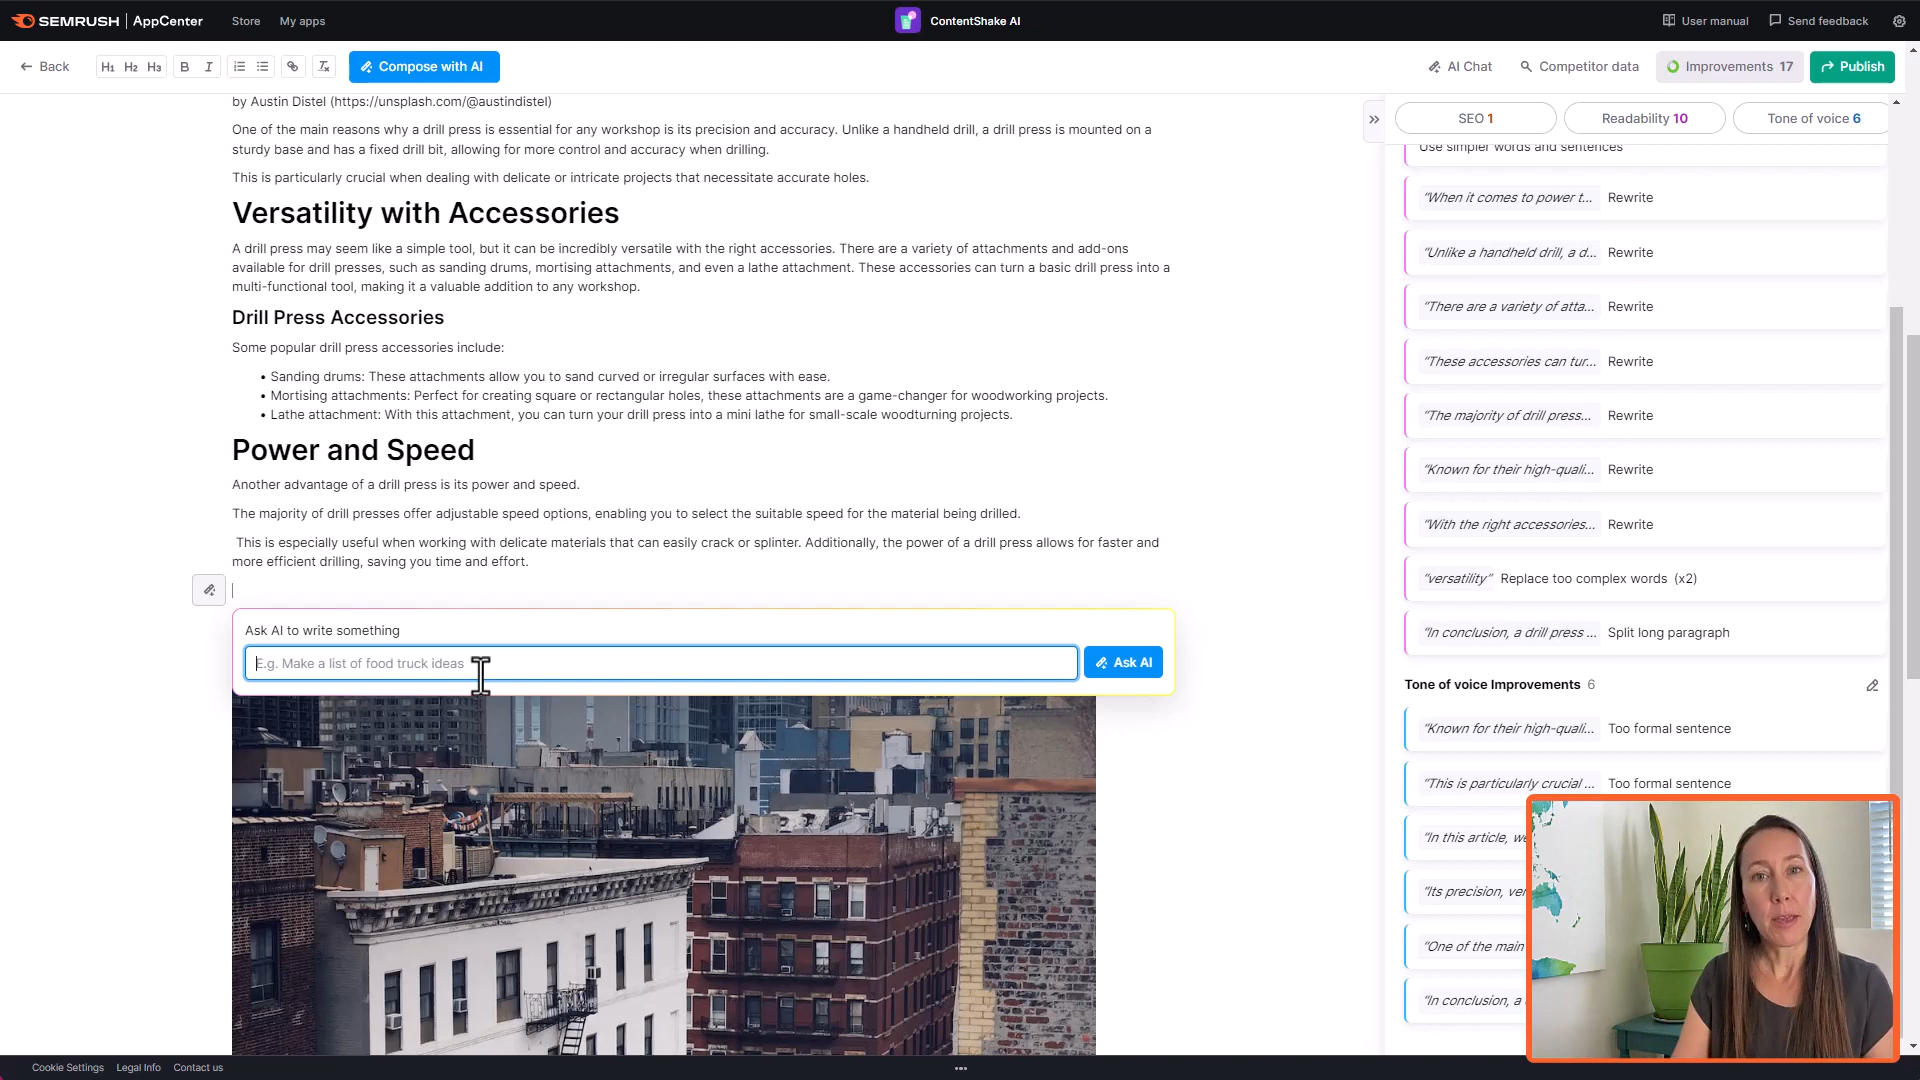 SEMRUSH AppCenter Store My apps ContentShake AI User manual Send feedback
Back H1 H2 H3 B I Compose with AI AI Chat Competitor data Improvements 17 Publish
by Austin Distel (https://unsplash.com/@austindistel)
One of the main reasons why a drill press is essential for any workshop is its precision and accuracy. Unlike a handheld drill, a drill press is mounted on a
sturdy base and has a fixed drill bit, allowing for more control and accuracy when drilling.
This is particularly crucial when dealing with delicate or intricate projects that necessitate accurate holes.
Versatility with Accessories
A drill press may seem like a simple tool, but it can be incredibly versatile with the right accessories. There are a variety of attachments and add-ons
available for drill presses, such as sanding drums, mortising attachments, and even a lathe attachment. These accessories can turn a basic drill press into a
multi-functional tool, making it a valuable addition to any workshop.
Drill Press Accessories
Some popular drill press accessories include:
• Sanding drums: These attachments allow you to sand curved or irregular surfaces with ease.
• Mortising attachments: Perfect for creating square or rectangular holes, these attachments are a game-changer for woodworking projects.
• Lathe attachment: With this attachment, you can turn your drill press into a mini lathe for small-scale woodturning projects.
Power and Speed
Another advantage of a drill press is its power and speed.
The majority of drill presses offer adjustable speed options, enabling you to select the suitable speed for the material being drilled.
This is especially useful when working with delicate materials that can easily crack or splinter. Additionally, the power of a drill press allows for faster and
more efficient drilling, saving you time and effort.
Ask AI to write something
E.g. Make a list of food truck ideas Ask AI
SEO 1 Readability 10 Tone of voice 6
Use simpler words and sentences
"When it comes to power t... Rewrite
"Unlike a handheld drill, a d... Rewrite
"There are a variety of atta... Rewrite
"These accessories can tur... Rewrite
"The majority of drill press... Rewrite
"Known for their high-quali... Rewrite
"With the right accessories... Rewrite
"versatility" Replace too complex words (x2)
"In conclusion, a drill press ... Split long paragraph
Tone of voice Improvements 6
"Known for their high-quali... Too formal sentence
"This is particularly crucial ... Too formal sentence
"In this article, we
"Its precision, ver
"One of the main
"In conclusion, a
Cookie Settings Legal Info Contact us